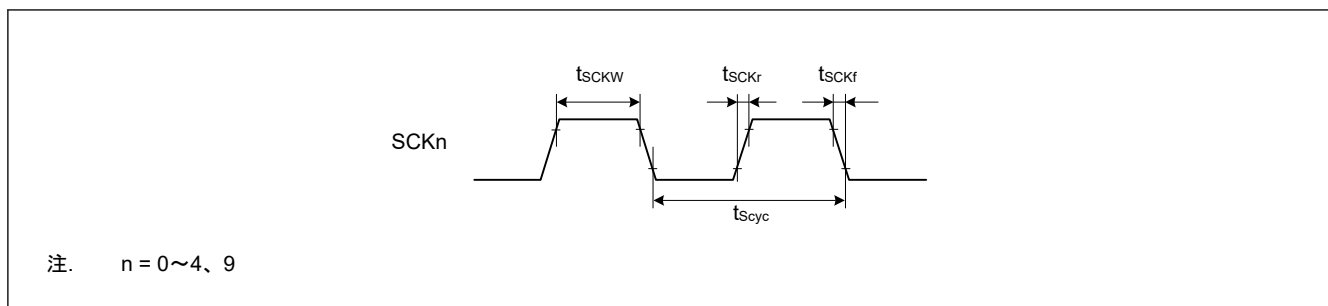 tSCKW tSCKr tSCKf
SCKn
tScyc
注. n = 0～4、9